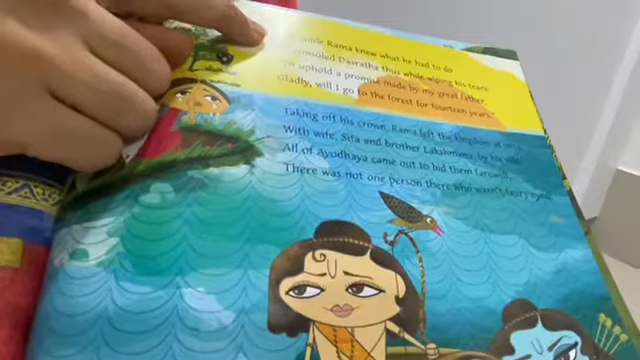 Rama knew what he had to do
consoled Dasratha thus while wiping his tears
To uphold a promise made by my great father,
Gladly, will I go to the forest for fourteen years.
Taking off his crown, Rama left the kingdom at
With wife, Sita and brother Lakshmana by his side
All of Ayodhaya came out to bid them farewell,
There was not one person there who wasn't teary eyed